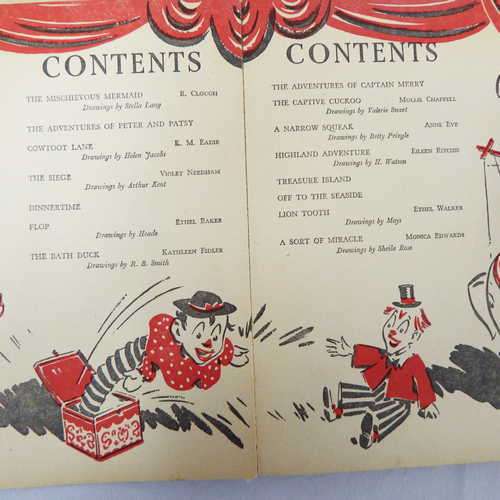 CONTENTS
THE MISCHIEVOUS MERMAID R. CLOUGH
Drawings by Stella Lang
THE ADVENTURES OF PETER AND PATSY
COWTOOT LANE K. M. EADIE
Drawings by Helen Jacobs
THE SIEGE VIOLET NEEDHAM
Drawings by Arthur Kent
DINNERTIME
FLOP ETHEL BAKER
Drawings by Heade
THE BATH DUCK KATHLEEN FIDLER
Drawings by R. B. Smith
CONTENTS
THE ADVENTURES OF CAPTAIN MERRY
THE CAPTIVE CUCKOO MOLLIE CHAPPELL
Drawings by Valerie Sweet
A NARROW SQUEAK ANNE EVE
Drawings by Betty Pringle
HIGHLAND ADVENTURE EILEEN RITCHIE
Drawings by H. Watson
TREASURE ISLAND
OFF TO THE SEASIDE
LION TOOTH ETHEL WALKER
Drawings by Mays
A SORT OF MIRACLE MONICA EDWARDS
Drawings by Sheila Rose